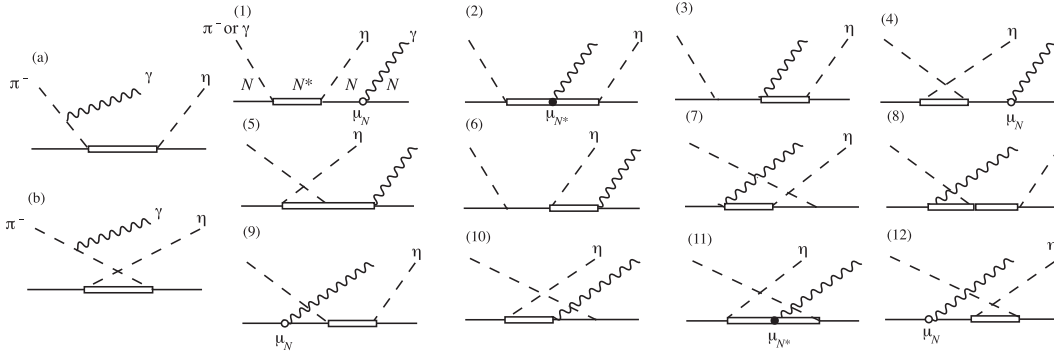 (a)
π⁻
γ
η
(b)
π⁻
γ
η
(1)
π⁻ or γ
η
γ
N
N*
N
N
μ_N
(2)
η
μ_N*
(3)
η
(4)
η
μ_N
(5)
η
(6)
η
(7)
η
(8)
(9)
η
μ_N
(10)
η
(11)
η
μ_N*
(12)
η
μ_N